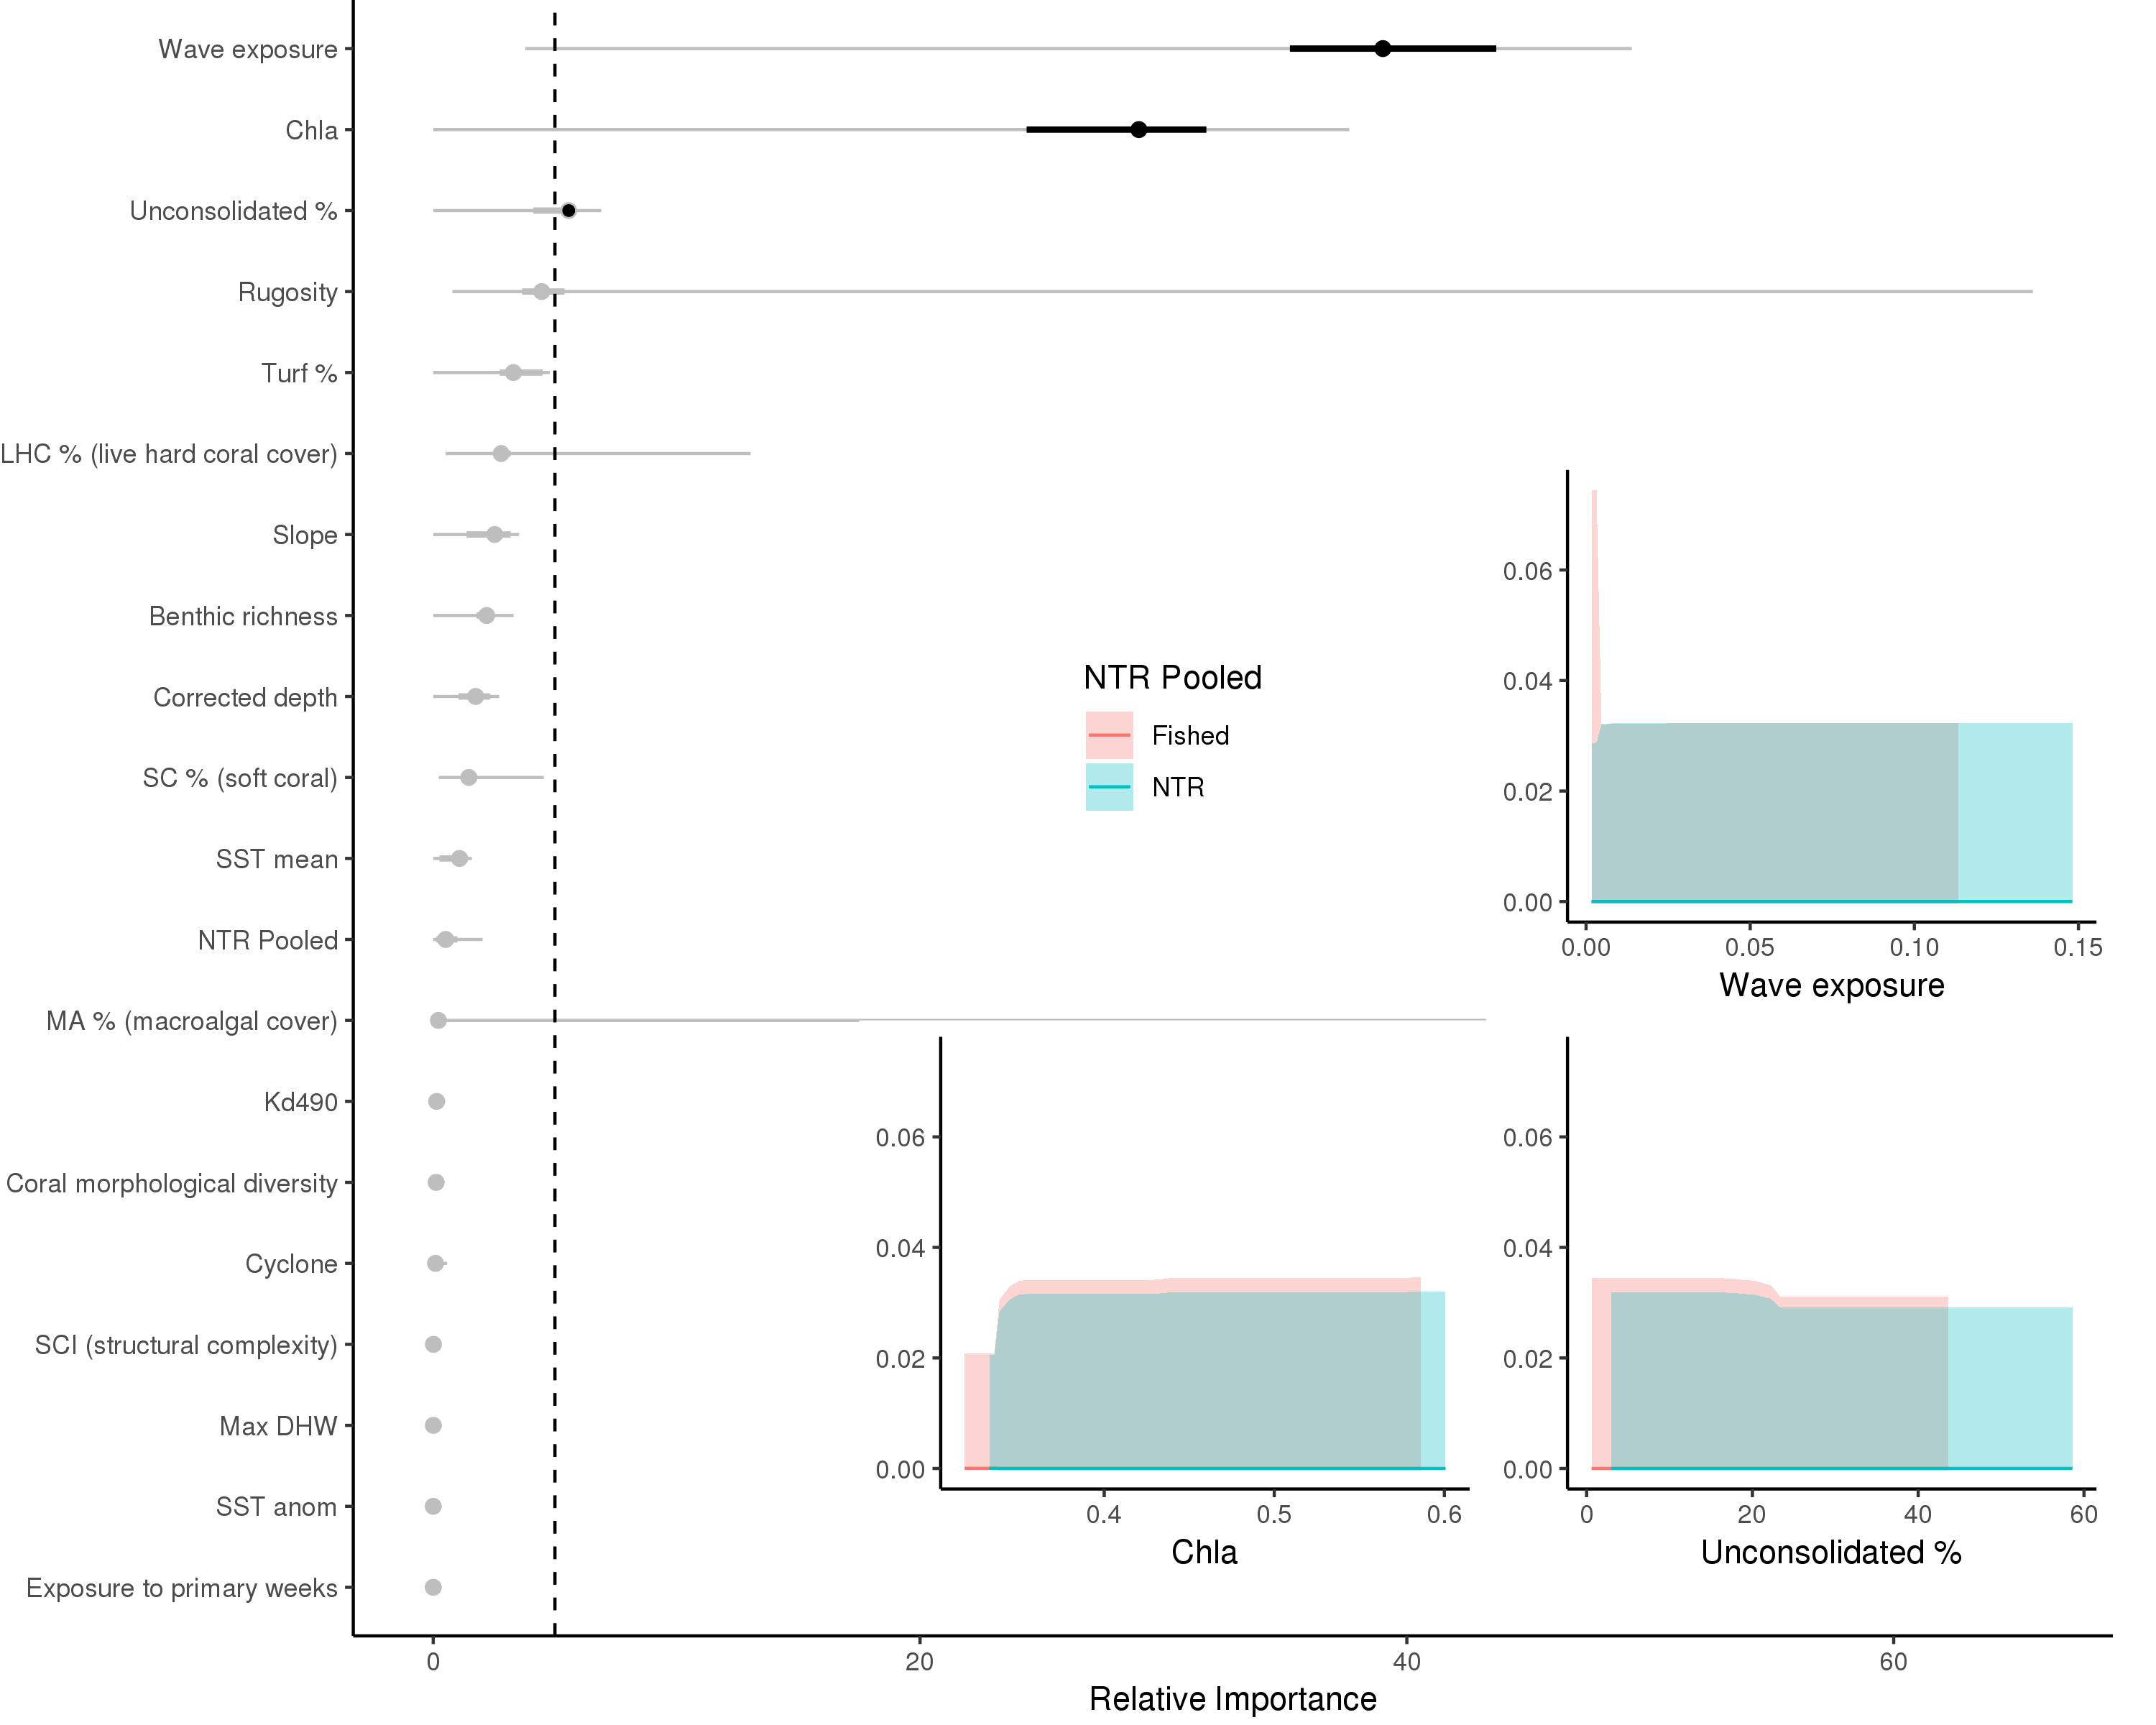 Wave exposure
Chla
Unconsolidated %
Rugosity
Turf %
LHC % (live hard coral cover)
Slope
Benthic richness
Corrected depth
SC % (soft coral)
SST mean
NTR Pooled
MA % (macroalgal cover)
Kd490
Coral morphological diversity
Cyclone
SCI (structural complexity)
Max DHW
SST anom
Exposure to primary weeks
0 20 40 60
Relative Importance
NTR Pooled
Fished
NTR
0.06
0.04
0.02
0.00
0.00 0.05 0.10 0.15
Wave exposure
0.06
0.04
0.02
0.00
0.4 0.5 0.6
Chla
0.06
0.04
0.02
0.00
0 20 40 60
Unconsolidated %